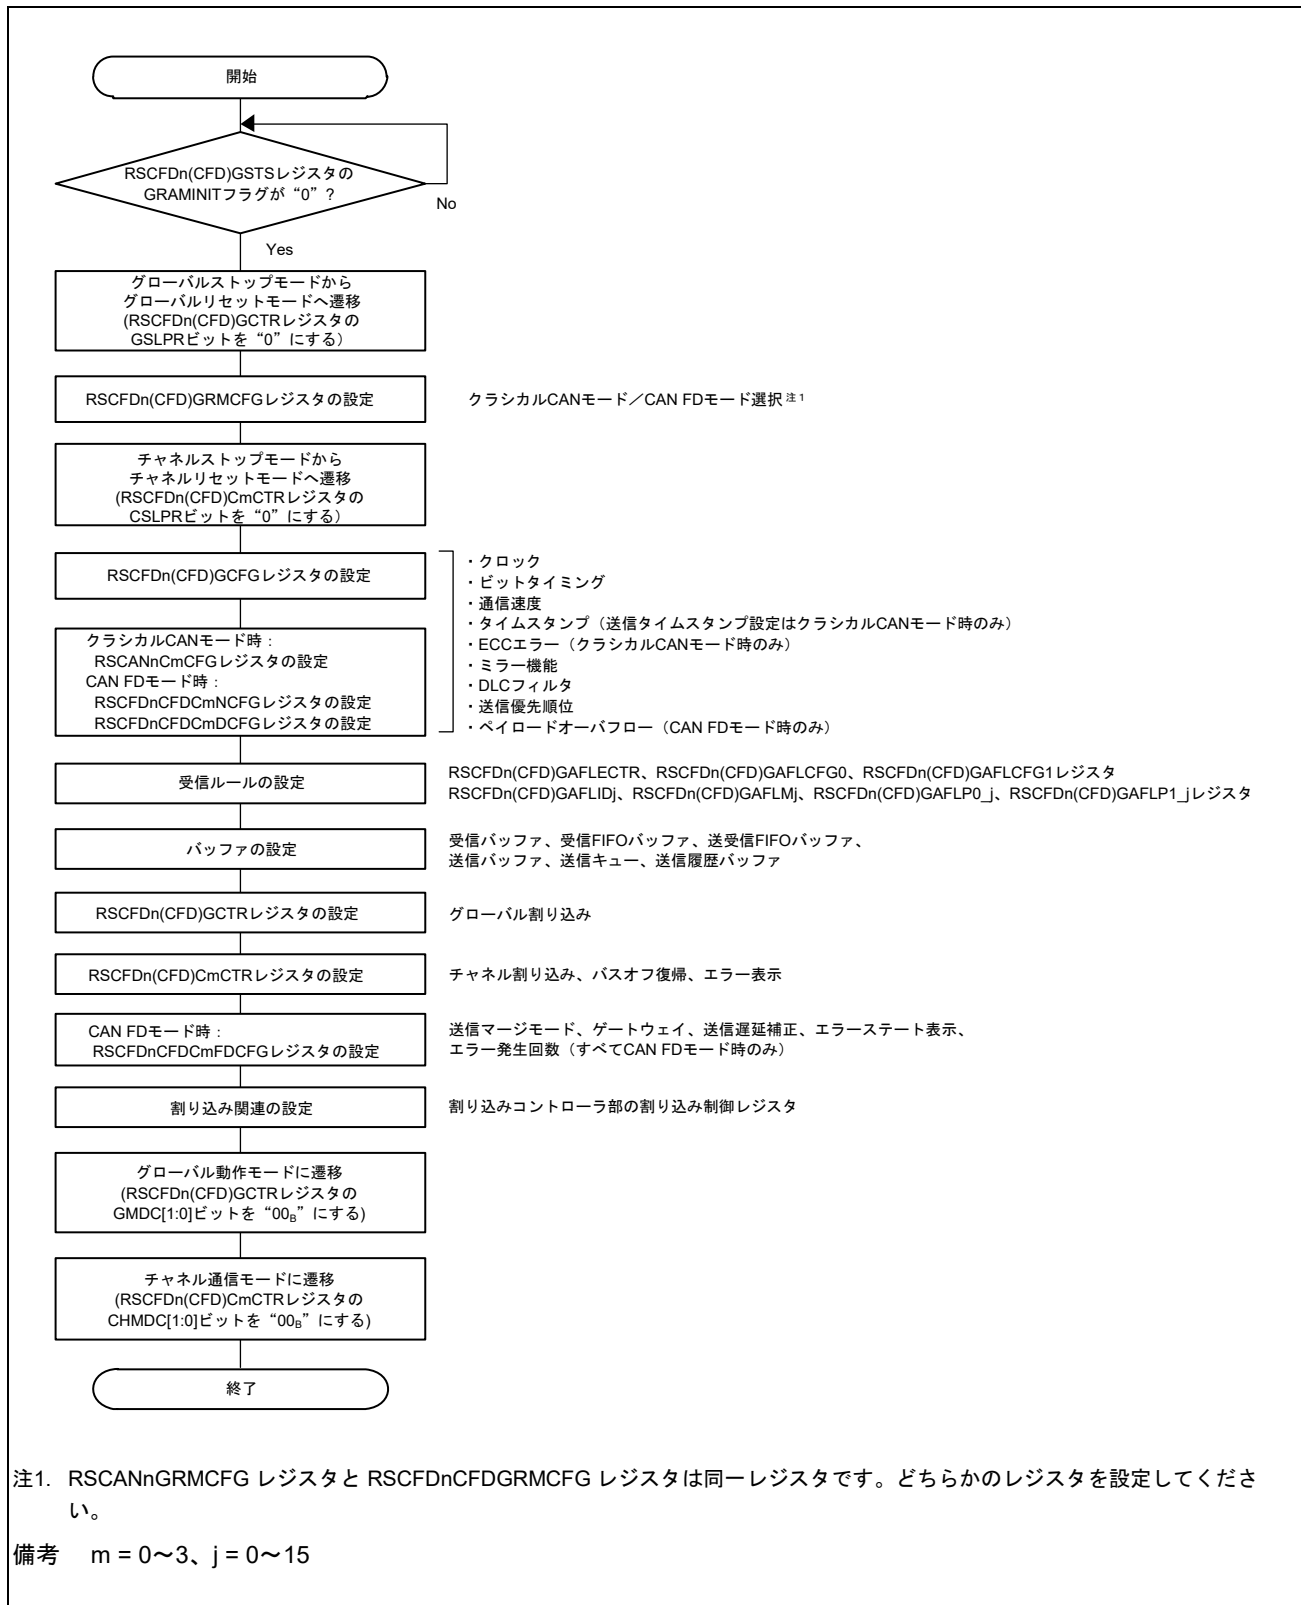 開始
RSCFDn(CFD)GSTSレジスタの
GRAMINITフラグが“0”?
No
Yes
グローバルストップモードから
グローバルリセットモードへ遷移
(RSCFDn(CFD)GCTRレジスタの
GSLPRビットを“0”にする)
RSCFDn(CFD)GRMCFGレジスタの設定
クラシカルCANモード/CAN FDモード選択 注1
チャネルストップモードから
チャネルリセットモードへ遷移
(RSCFDn(CFD)CmCTRレジスタの
CSLPRビットを“0”にする)
RSCFDn(CFD)GCFGレジスタの設定
クラシカルCANモード時:
RSCANnCmCFGレジスタの設定
CAN FDモード時:
RSCFDnCFDCmNCFGレジスタの設定
RSCFDnCFDCmDCFGレジスタの設定
・クロック
・ビットタイミング
・通信速度
・タイムスタンプ(送信タイムスタンプ設定はクラシカルCANモード時のみ)
・ECCエラー(クラシカルCANモード時のみ)
・ミラー機能
・DLCフィルタ
・送信優先順位
・ペイロードオーバフロー(CAN FDモード時のみ)
受信ルールの設定
RSCFDn(CFD)GAFLECTR、RSCFDn(CFD)GAFLCFG0、RSCFDn(CFD)GAFLCFG1レジスタ
RSCFDn(CFD)GAFLIDj、RSCFDn(CFD)GAFLMj、RSCFDn(CFD)GAFLP0_j、RSCFDn(CFD)GAFLP1_jレジスタ
バッファの設定
受信バッファ、受信FIFOバッファ、送受信FIFOバッファ、
送信バッファ、送信キュー、送信履歴バッファ
RSCFDn(CFD)GCTRレジスタの設定
グローバル割り込み
RSCFDn(CFD)CmCTRレジスタの設定
チャネル割り込み、バスオフ復帰、エラー表示
CAN FDモード時:
RSCFDnCFDCmFDCFGレジスタの設定
送信マージモード、ゲートウェイ、送信遅延補正、エラーステート表示、
エラー発生回数(すべてCAN FDモード時のみ)
割り込み関連の設定
割り込みコントローラ部の割り込み制御レジスタ
グローバル動作モードに遷移
(RSCFDn(CFD)GCTRレジスタの
GMDC[1:0]ビットを“00B”にする)
チャネル通信モードに遷移
(RSCFDn(CFD)CmCTRレジスタの
CHMDC[1:0]ビットを“00B”にする)
終了
注1. RSCANnGRMCFG レジスタと RSCFDnCFDGRMCFG レジスタは同一レジスタです。どちらかのレジスタを設定してくださ
い。
備考 m = 0~3、j = 0~15